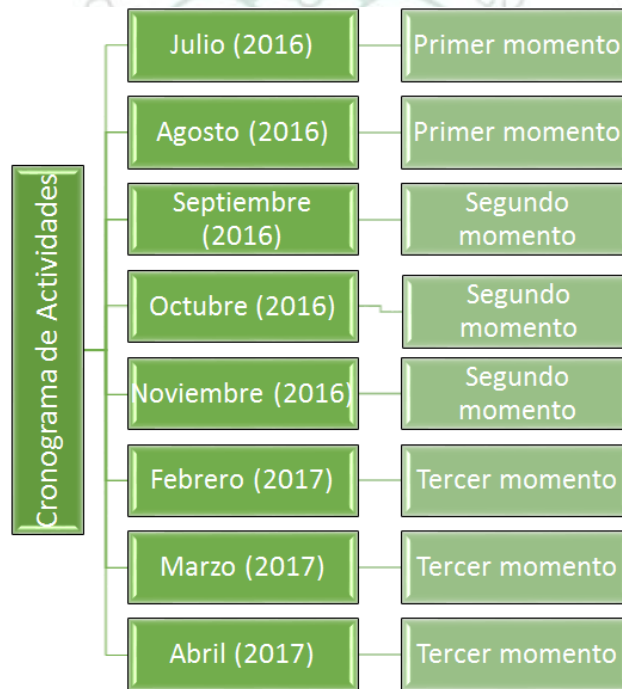 Cronograma de Actividades
Julio (2016)
Primer momento
Agosto (2016)
Primer momento
Septiembre
(2016)
Segundo
momento
Octubre (2016)
Segundo
momento
Noviembre (2016)
Segundo
momento
Febrero (2017)
Tercer momento
Marzo (2017)
Tercer momento
Abril (2017)
Tercer momento